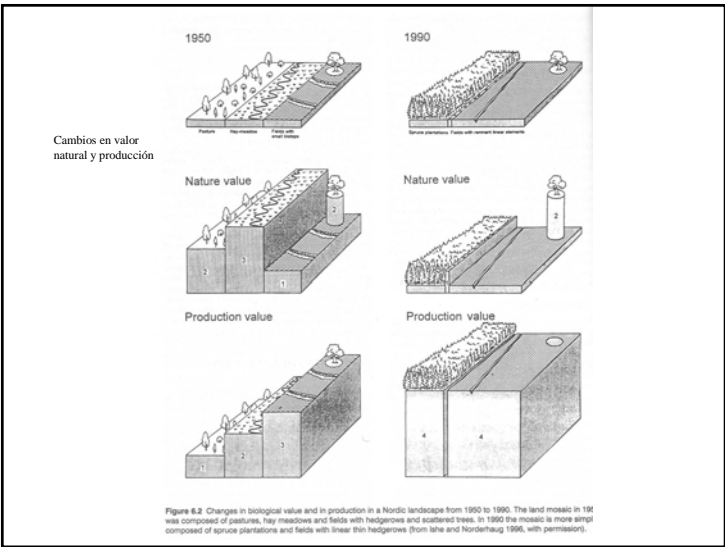 1950
1990
Pasture Hay-meadow Fields with
small biotops
Spruce plantations Fields with remnant linear elements
Cambios en valor
natural y producción
Nature value
Nature value
2
3
1
2
2
Production value
Production value
1
2
3
4
4
Figure 6.2 Changes in biological value and in production in a Nordic landscape from 1950 to 1990. The land mosaic in
was composed of pastures, hay meadows and fields with hedgerows and scattered trees. In 1990 the mosaic is more
composed of spruce plantations and fields with linear thin hedgerows (from Ihse and Norderhaug 1996, with permission).